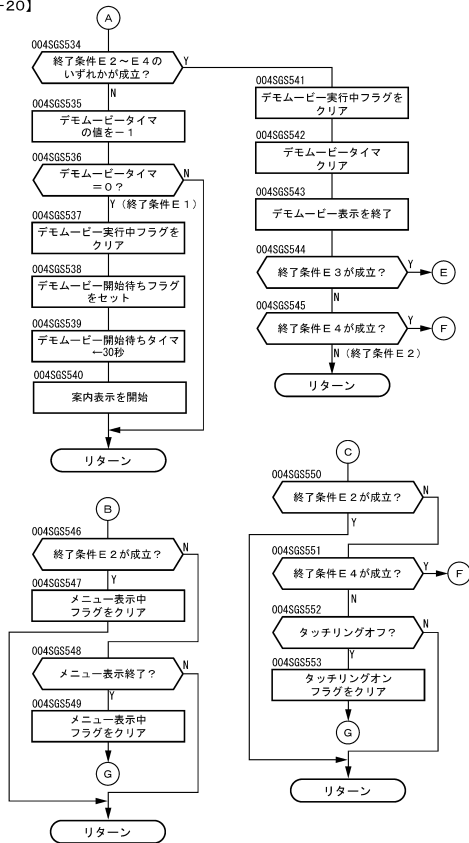 -20】
A
004SGS534
終了条件E2～E4の
いずれかが成立？
Y
N
004SGS535
デモムービータイマ
の値を－1
004SGS536
デモムービータイマ
＝0？
N
Y（終了条件E1）
004SGS537
デモムービー実行中フラグを
クリア
004SGS538
デモムービー開始待ちフラグ
をセット
004SGS539
デモムービー開始待ちタイマ
←30秒
004SGS540
案内表示を開始
リターン
004SGS541
デモムービー実行中フラグを
クリア
004SGS542
デモムービータイマ
クリア
004SGS543
デモムービー表示を終了
004SGS544
終了条件E3が成立？
Y
E
N
004SGS545
終了条件E4が成立？
Y
F
N（終了条件E2）
リターン
B
004SGS546
終了条件E2が成立？
N
Y
004SGS547
メニュー表示中
フラグをクリア
004SGS548
メニュー表示終了？
N
Y
004SGS549
メニュー表示中
フラグをクリア
G
リターン
C
004SGS550
終了条件E2が成立？
N
Y
004SGS551
終了条件E4が成立？
Y
F
N
004SGS552
タッチリングオフ？
N
Y
004SGS553
タッチリングオン
フラグをクリア
G
リターン